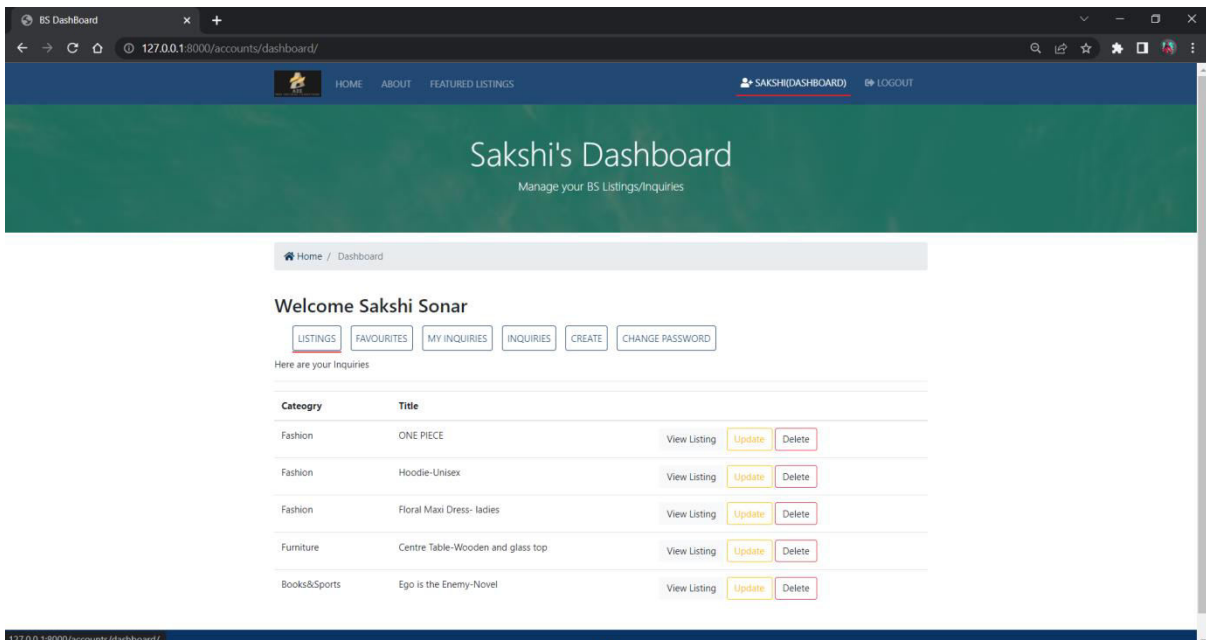 BS DashBoard
127.0.0.1:8000/accounts/dashboard/
HOME ABOUT FEATURED LISTINGS SAKSHI(DASHBOARD) LOGOUT
Sakshi's Dashboard
Manage your BS Listings/Inquiries
Home / Dashboard
Welcome Sakshi Sonar
LISTINGS FAVOURITES MY INQUIRIES INQUIRIES CREATE CHANGE PASSWORD
Here are your Inquiries
Cateogry Title
Fashion ONE PIECE View Listing Update Delete
Fashion Hoodie-Unisex View Listing Update Delete
Fashion Floral Maxi Dress- ladies View Listing Update Delete
Furniture Centre Table-Wooden and glass top View Listing Update Delete
Books&Sports Ego is the Enemy-Novel View Listing Update Delete
127.0.0.1:8000/accounts/dashboard/